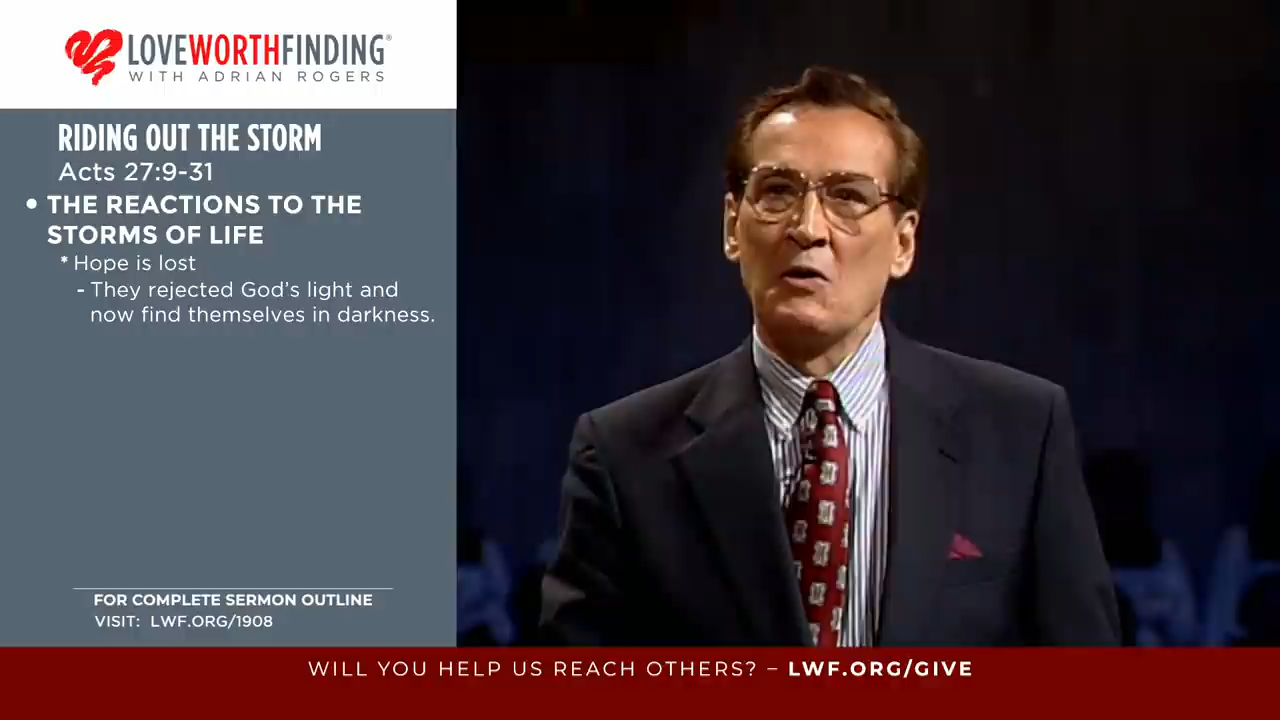 LOVEWORTHFINDING®
WITH ADRIAN ROGERS
RIDING OUT THE STORM
Acts 27:9-31
• THE REACTIONS TO THE
STORMS OF LIFE
* Hope is lost
- They rejected God's light and
now find themselves in darkness.
FOR COMPLETE SERMON OUTLINE
VISIT: LWF.ORG/1908
WILL YOU HELP US REACH OTHERS? – LWF.ORG/GIVE